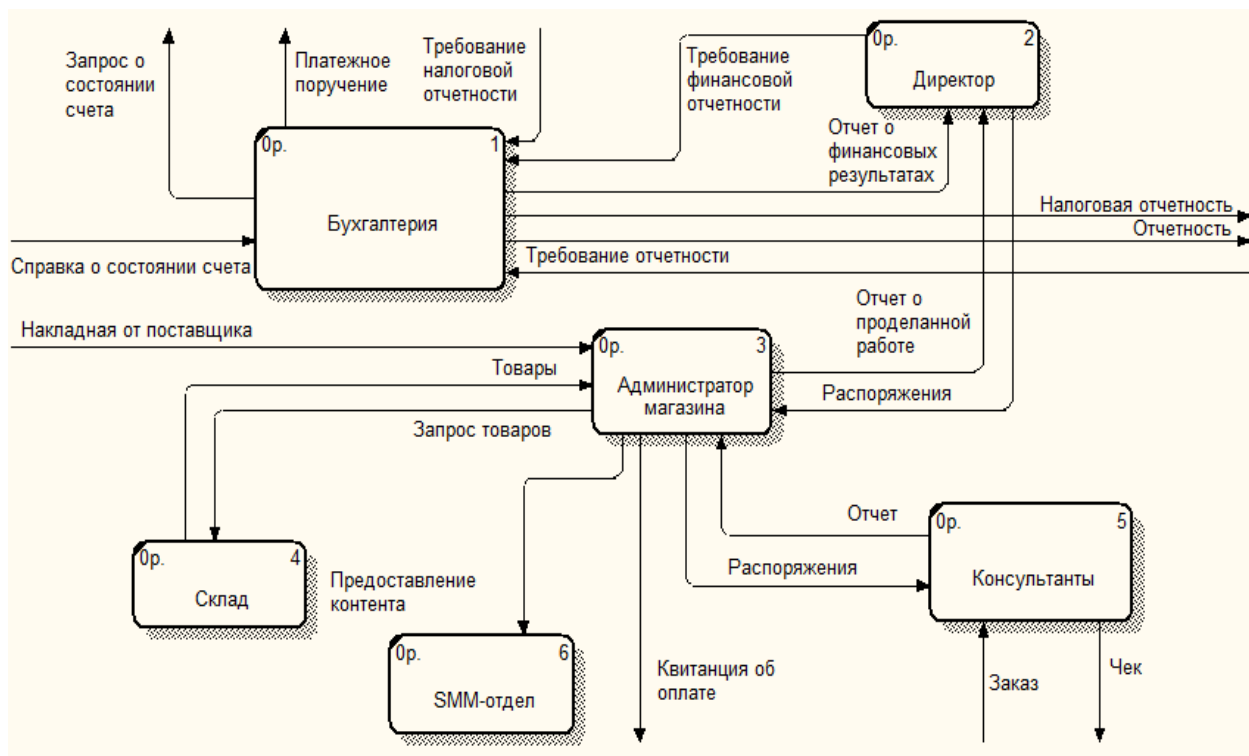 Запрос о
состоянии
счета
Платежное
поручение
Требование
налоговой
отчетности
Требование
финансовой
отчетности
0р.
2
Директор
0р.
1
Бухгалтерия
Отчет о
финансовых
результатах
Налоговая отчетность
Отчетность
Справка о состоянии счета
Требование отчетности
Накладная от поставщика
Отчет о
проделанной
работе
0р.
3
Администратор
магазина
Товары
Распоряжения
Запрос товаров
0р.
4
Склад
Предоставление
контента
Отчет
Распоряжения
0р.
5
Консультанты
0р.
6
SMM-отдел
Квитанция об
оплате
Заказ
Чек